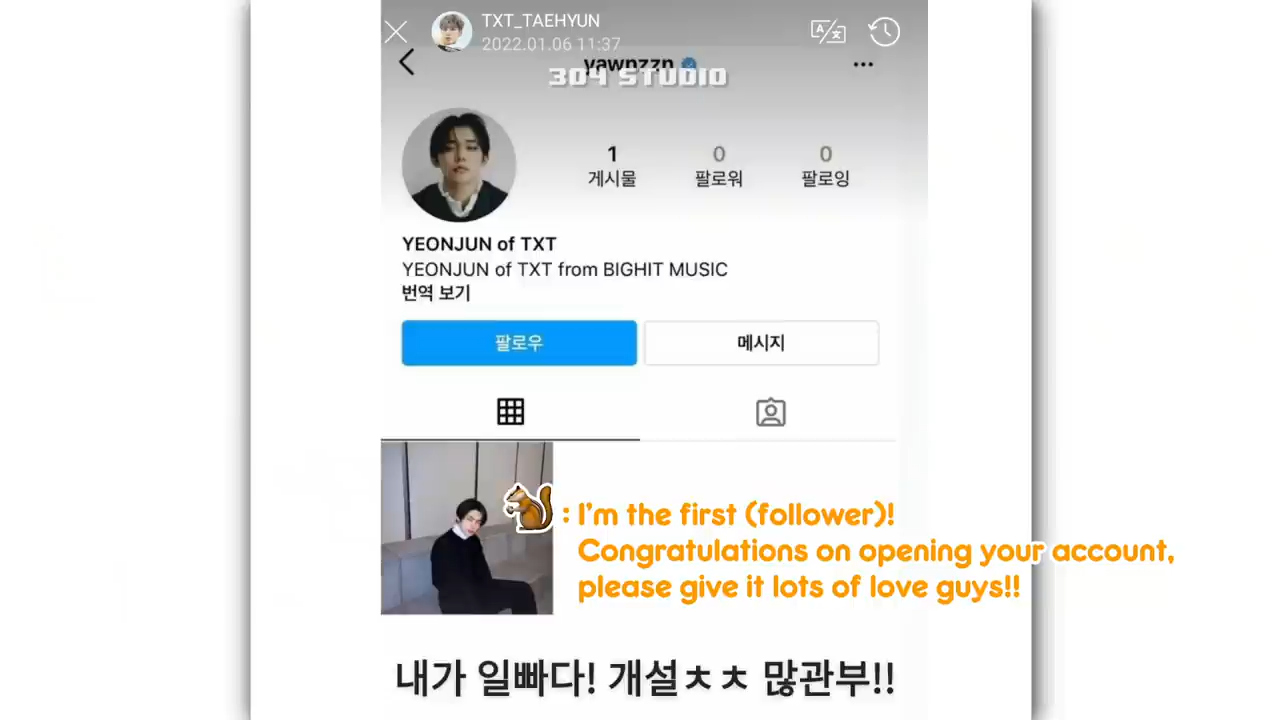 TXT_TAEHYUN
2022.01.06 11:37
yawnzzn
304 STUDIO
1
0
0
게시물
팔로워
팔로잉
YEONJUN of TXT
YEONJUN of TXT from BIGHIT MUSIC
번역 보기
팔로우
메시지
: I'm the first (follower)!
Congratulations on opening your account,
please give it lots of love guys!!
내가 일빠다! 개설ㅊㅊ 많관부!!